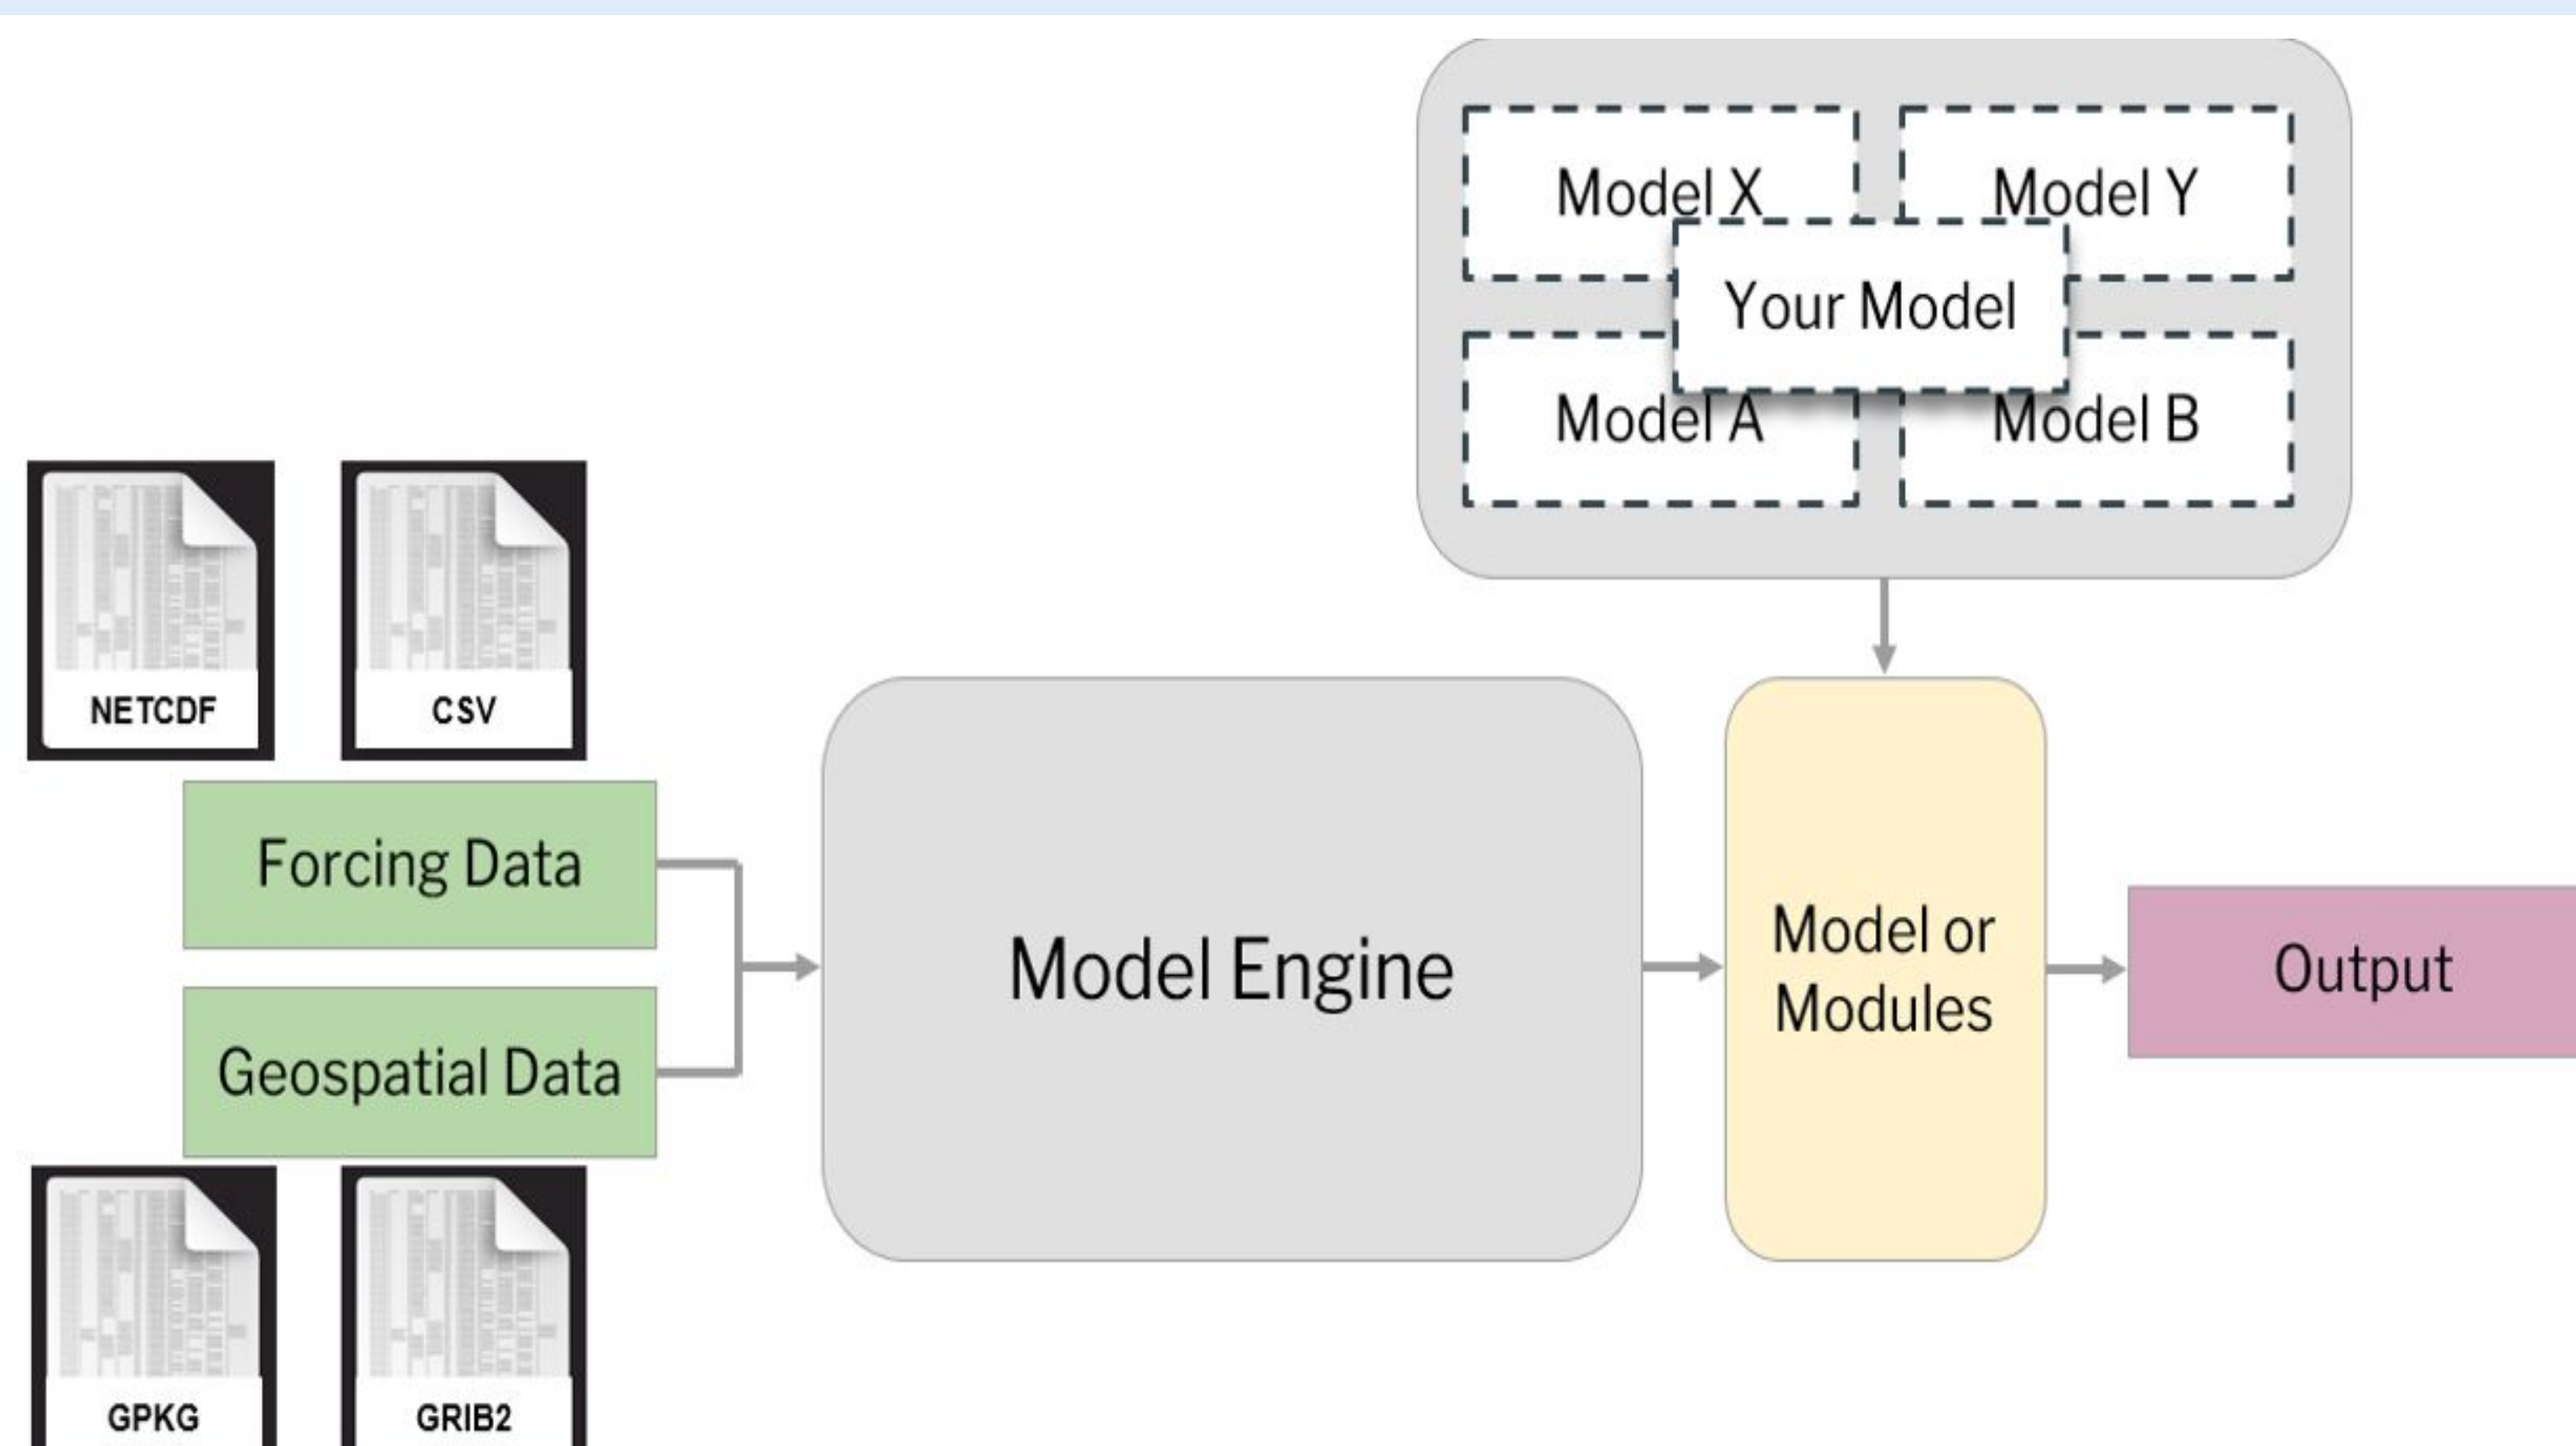 Model X
Model Y
Your Model
Model A
Model B
NETCDF
CSV
Forcing Data
Geospatial Data
Model Engine
Model or
Modules
Output
GPKG
GRIB2